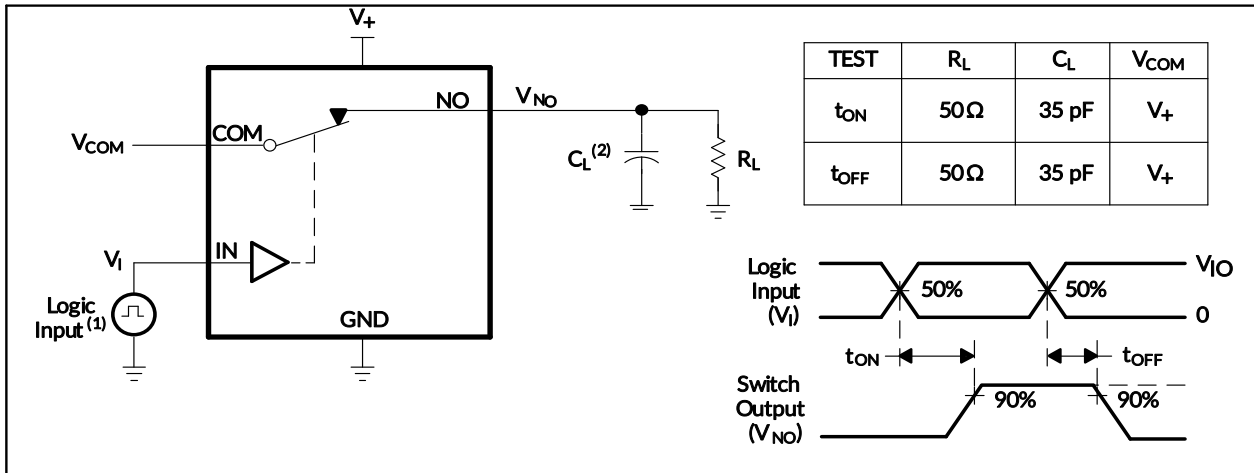 V+
NO
VNO
VCOM
COM
CL(2)
RL
VI
IN
Logic
Input(1)
GND
TEST RL CL VCOM
tON 50Ω 35 pF V+
tOFF 50Ω 35 pF V+
Logic
Input
(VI)
50%
50%
VIO
0
tON
tOFF
Switch
Output
(VNO)
90%
90%